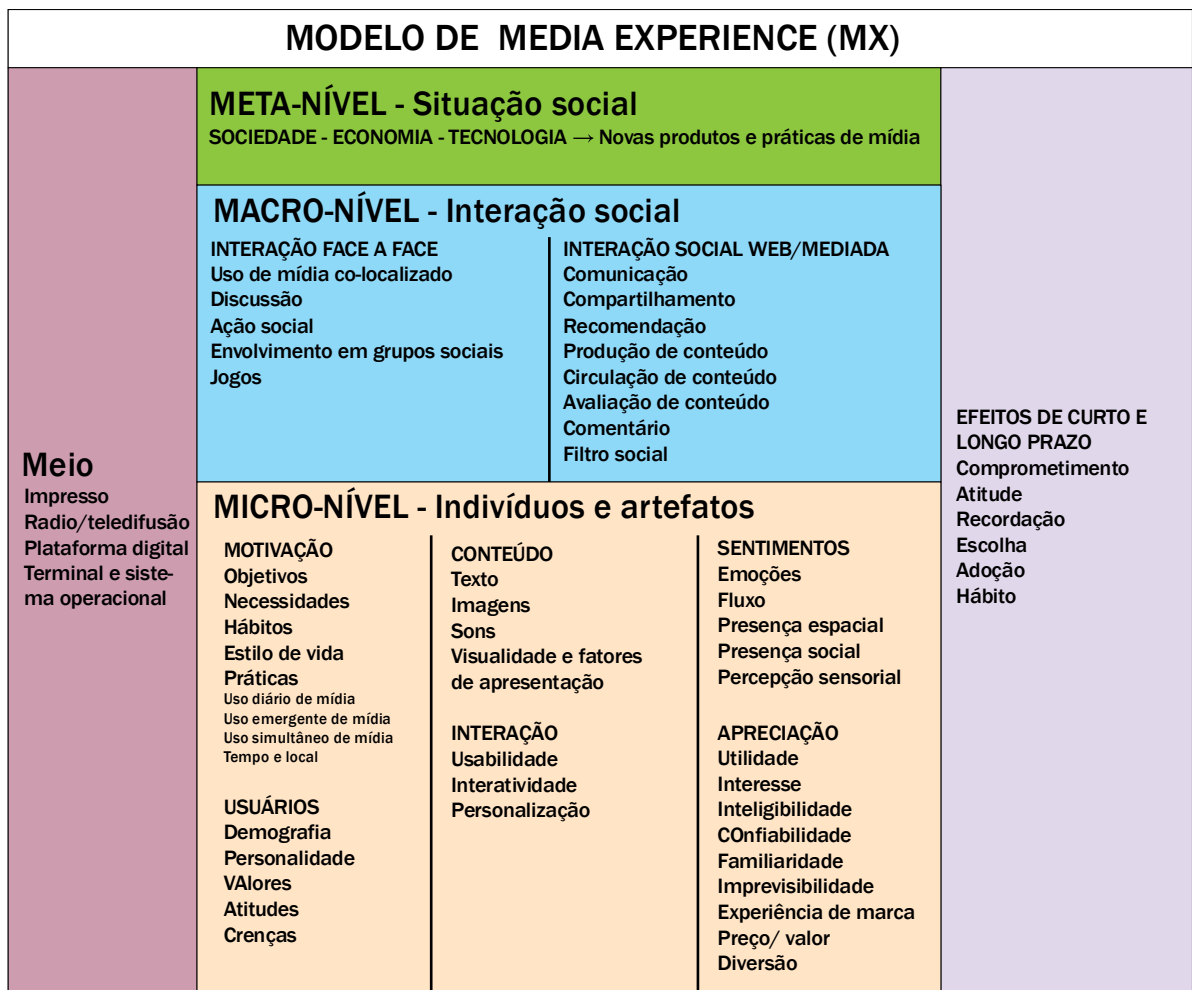 MODELO DE MEDIA EXPERIENCE (MX)
Meio
Impresso
Radio/teledifusão
Plataforma digital
Terminal e siste-
ma operacional
META-NÍVEL - Situação social
SOCIEDADE - ECONOMIA - TECNOLOGIA → Novas produtos e práticas de mídia
MACRO-NÍVEL - Interação social
INTERAÇÃO FACE A FACE
Uso de mídia co-localizado
Discussão
Ação social
Envolvimento em grupos sociais
Jogos
INTERAÇÃO SOCIAL WEB/MEDIADA
Comunicação
Compartilhamento
Recomendação
Produção de conteúdo
Circulação de conteúdo
Avaliação de conteúdo
Comentário
Filtro social
MICRO-NÍVEL - Indivíduos e artefatos
MOTIVAÇÃO
Objetivos
Necessidades
Hábitos
Estilo de vida
Práticas
Uso diário de mídia
Uso emergente de mídia
Uso simultâneo de mídia
Tempo e local
USUÁRIOS
Demografia
Personalidade
VAlores
Atitudes
Crenças
CONTEÚDO
Texto
Imagens
Sons
Visualidade e fatores
de apresentação
INTERAÇÃO
Usabilidade
Interatividade
Personalização
SENTIMENTOS
Emoções
Fluxo
Presença espacial
Presença social
Percepção sensorial
APRECIAÇÃO
Utilidade
Interesse
Inteligibilidade
COnfiabilidade
Familiaridade
Imprevisibilidade
Experiência de marca
Preço/ valor
Diversão
EFEITOS DE CURTO E
LONGO PRAZO
Comprometimento
Atitude
Recordação
Escolha
Adoção
Hábito